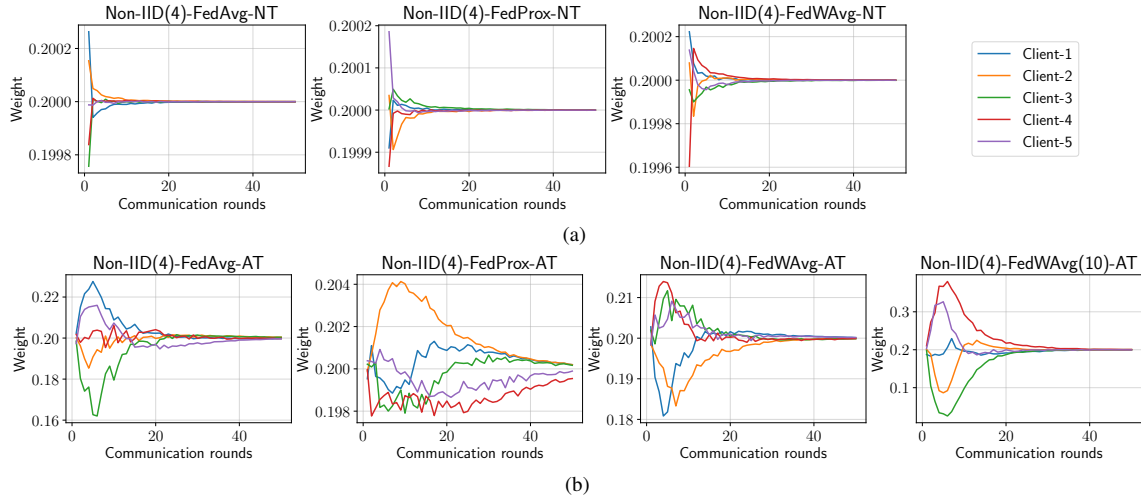 Non-IID(4)-FedAvg-NT
Non-IID(4)-FedProx-NT
Non-IID(4)-FedWAvg-NT
Weight
0.2002
0.2000
0.1998
0
20
40
Communication rounds
Weight
0.2002
0.2001
0.2000
0.1999
0
20
40
Communication rounds
Weight
0.2002
0.2000
0.1998
0.1996
0
20
40
Communication rounds
Client-1
Client-2
Client-3
Client-4
Client-5
(a)
Non-IID(4)-FedAvg-AT
Non-IID(4)-FedProx-AT
Non-IID(4)-FedWAvg-AT
Non-IID(4)-FedWAvg(10)-AT
Weight
0.22
0.20
0.18
0.16
0
20
40
Communication rounds
Weight
0.204
0.202
0.200
0.198
0
20
40
Communication rounds
Weight
0.21
0.20
0.19
0.18
0
20
40
Communication rounds
Weight
0.3
0.2
0.1
0
20
40
Communication rounds
(b)